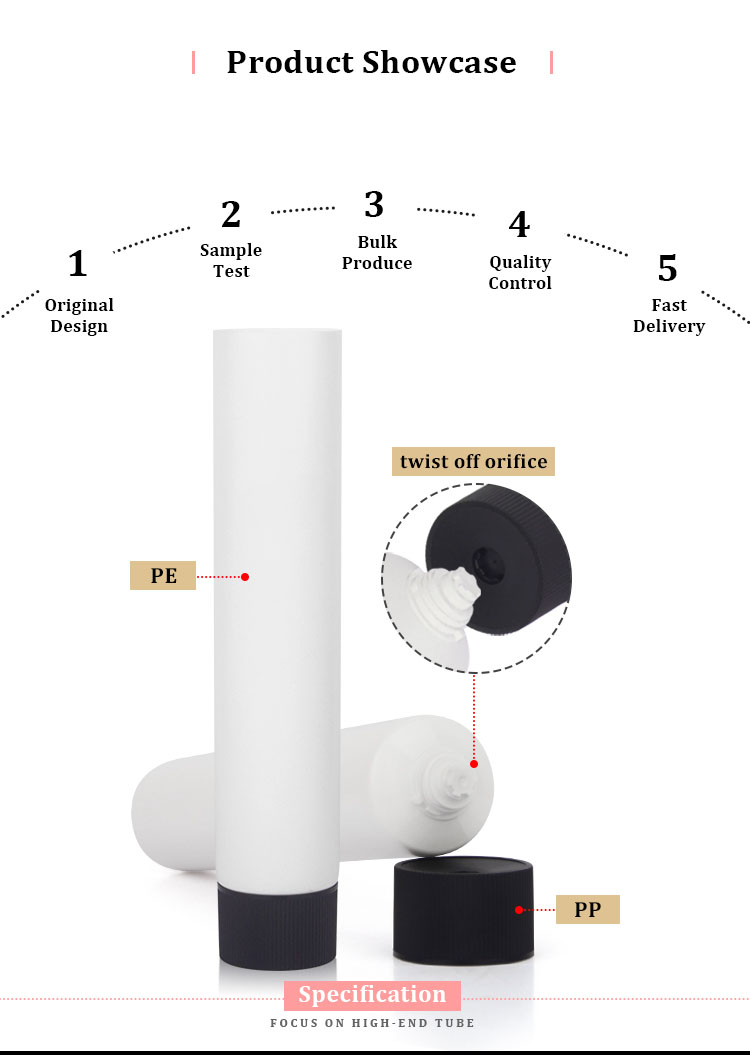 Product Showcase
1
Original
Design
2
Sample
Test
3
Bulk
Produce
4
Quality
Control
5
Fast
Delivery
twist off orifice
PE
PP
Specification
FOCUS ON HIGH-END TUBE